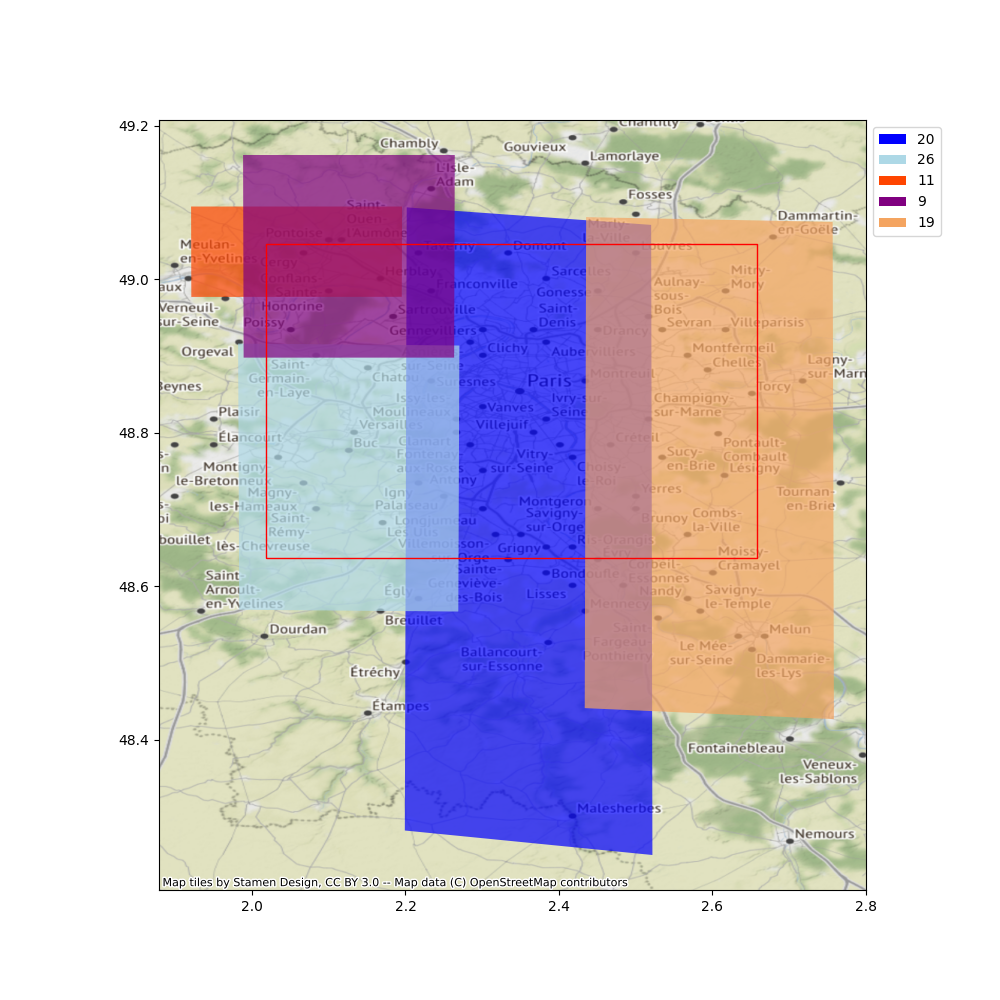 Chantilly
49.2
20
Chambly
Gouvieux
Lamorlaye
26
L'Isle-
Adam
11
Fosses
9
Saint-
Ouen-
l'Aumône
Pontoise
Marly-
la-Ville
Dammartin-
en-Goële
19
Meulan-
en-Yvelines
Cergy
Domont
Louvres
49.0
aux
Conflans-
Sainte-
Honorine
Herblay
Franconville
Sarcelles
Gonesse
Aulnay-
sous-
Bois
Mitry-
Mory
Verneuil-
sur-Seine
Poissy
Sartrouville
Gennevilliers
Saint-
Denis
Drancy
Sevran
Villeparisis
Orgeval
Clichy
Aubervilliers
Montfermeil
Chelles
Lagny-
sur-Marn
Saint-
Germain-
en-Laye
Chatou
sur-Seine
Suresnes
Paris
Montreuil
Torcy
Beynes
Issy-les-
Moulineaux
Vanves
Ivry-sur-
Seine
Champigny-
sur-Marne
Plaisir
Versailles
Villejuif
48.8
Élancourt
Buc
Clamart
Fontenay-
aux-Roses
Créteil
Pontault-
Combault
Lésigny
Montigny-
le-Bretonneux
Antony
Vitry-
sur-Seine
Choisy-
le-Roi
Sucy-
en-Brie
Magny-
les-Hameaux
Igny
Palaiseau
Montgeron
Yerres
Tournan-
en-Brie
Saint-
Rémy-
lès-Chevreuse
Longjumeau
Les Ulis
Savigny-
sur-Orge
Brunoy
Combs-
la-Ville
bouillet
Villemoisson-
sur-Orge
Grigny
Ris-Orangis
Evry
Moissy-
Cramayel
48.6
Saint-
Arnoult-
en-Yvelines
Égly
Sainte-
Geneviève-
des-Bois
Bondoufle
Lisses
Corbeil-
Essonnes
Nandy
Savigny-
le-Temple
Mennecy
Breuillet
Dourdan
Saint-
Fargeau-
Ponthierry
Melun
Ballancourt-
sur-Essonne
Le Mée-
sur-Seine
Dammarie-
les-Lys
Étréchy
Étampes
48.4
Fontainebleau
Veneux-
les-Sablons
Malesherbes
Nemours
Map tiles by Stamen Design, CC BY 3.0 -- Map data (C) OpenStreetMap contributors
2.0
2.2
2.4
2.6
2.8